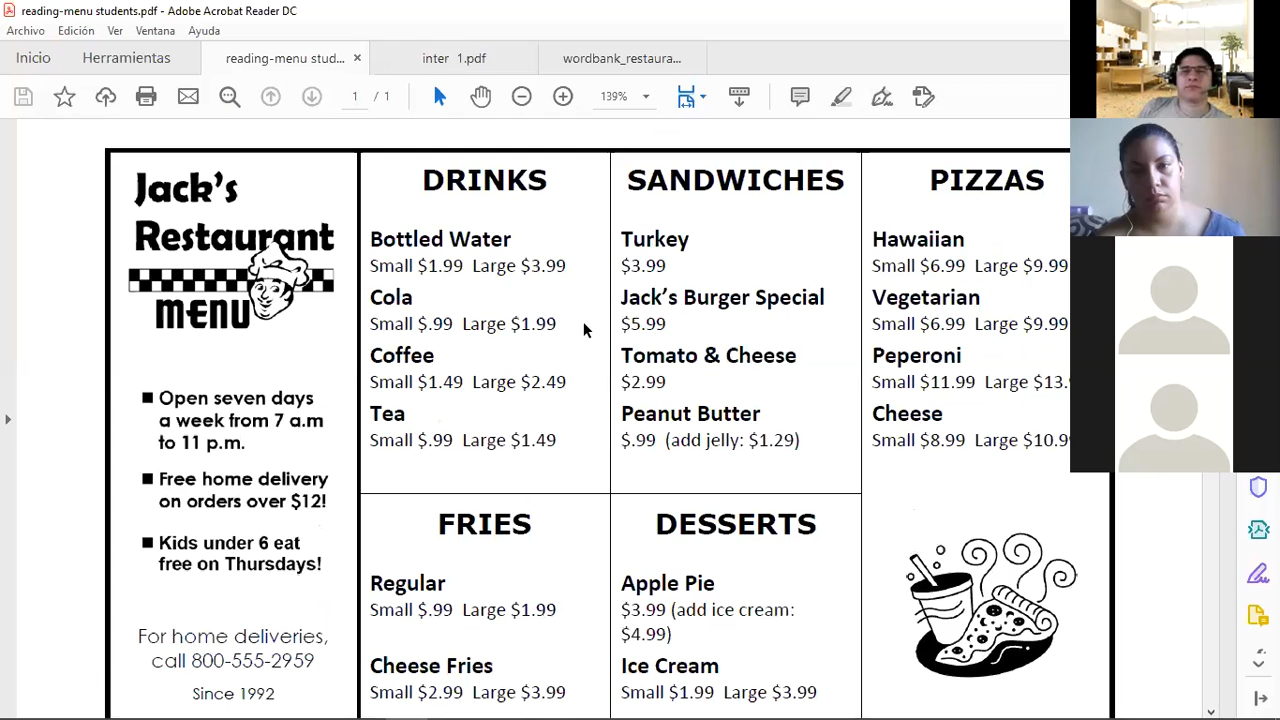 reading-menu students.pdf - Adobe Acrobat Reader DC
Archivo Edición Ver Ventana Ayuda
Inicio Herramientas reading-menu stud... × inter_1.pdf wordbank_restaura...
1 / 1 139%
Jack's
Restaurant
MENU
Open seven days
a week from 7 a.m
to 11 p.m.
Free home delivery
on orders over $12!
Kids under 6 eat
free on Thursdays!
For home deliveries,
call 800-555-2959
Since 1992
DRINKS
Bottled Water
Small $1.99 Large $3.99
Cola
Small $.99 Large $1.99
Coffee
Small $1.49 Large $2.49
Tea
Small $.99 Large $1.49
SANDWICHES
Turkey
$3.99
Jack's Burger Special
$5.99
Tomato & Cheese
$2.99
Peanut Butter
$.99 (add jelly: $1.29)
PIZZAS
Hawaiian
Small $6.99 Large $9.99
Vegetarian
Small $6.99 Large $9.99
Peperoni
Small $11.99 Large $13.
Cheese
Small $8.99 Large $10.99
FRIES
Regular
Small $.99 Large $1.99
Cheese Fries
Small $2.99 Large $3.99
DESSERTS
Apple Pie
$3.99 (add ice cream:
$4.99)
Ice Cream
Small $1.99 Large $3.99